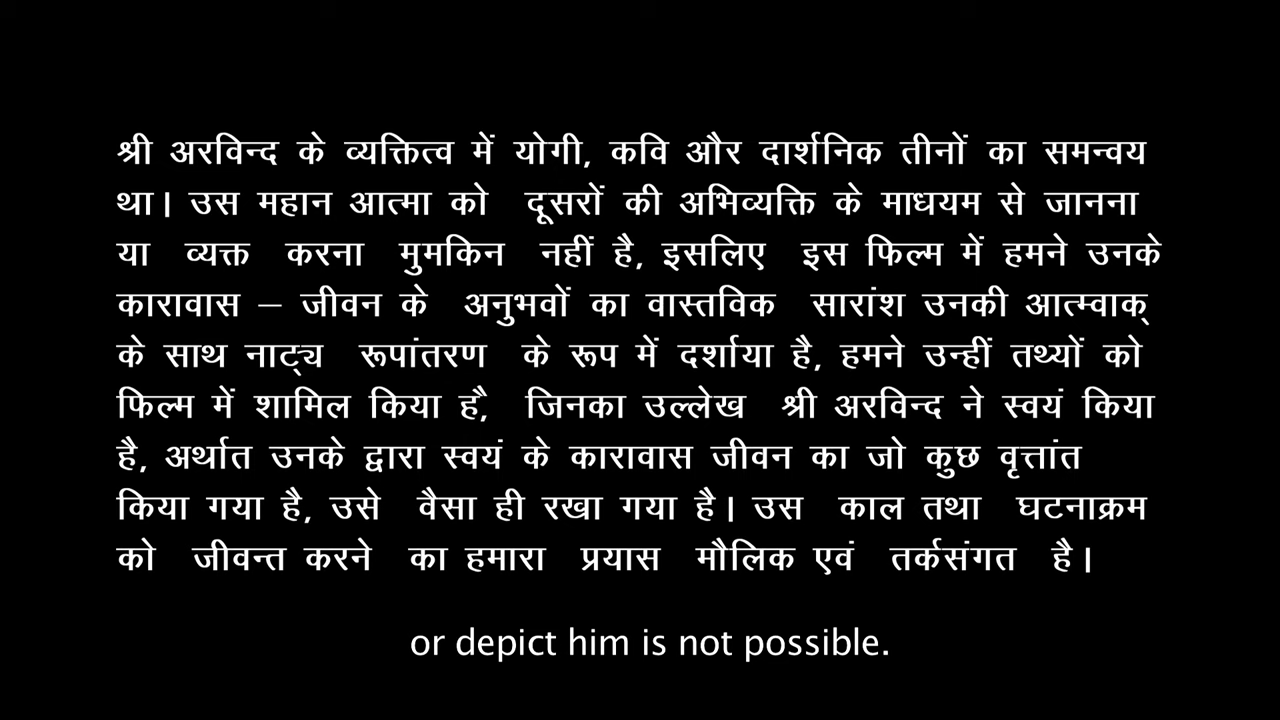 श्री अरविन्द के व्यक्तित्व में योगी, कवि और दार्शनिक तीनों का समन्वय
था। उस महान आत्मा को दूसरों की अभिव्यक्ति के माधयम से जानना
या व्यक्त करना मुमकिन नहीं है, इसलिए इस फिल्म में हमने उनके
कारावास – जीवन के अनुभवों का वास्तविक सारांश उनकी आत्मवाक्
के साथ नाट्य रूपांतरण के रूप में दर्शाया है, हमने उन्हीं तथ्यों को
फिल्म में शामिल किया है, जिनका उल्लेख श्री अरविन्द ने स्वयं किया
है, अर्थात उनके द्वारा स्वयं के कारावास जीवन का जो कुछ वृत्तांत
किया गया है, उसे वैसा ही रखा गया है। उस काल तथा घटनाक्रम
को जीवन्त करने का हमारा प्रयास मौलिक एवं तर्कसंगत है।
or depict him is not possible.